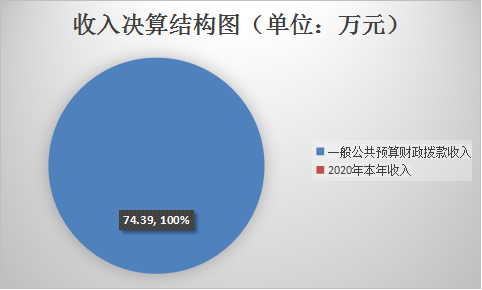 收入决算结构图（单位：万元）
一般公共预算财政拨款收入
2020年本年收入
74.39, 100%